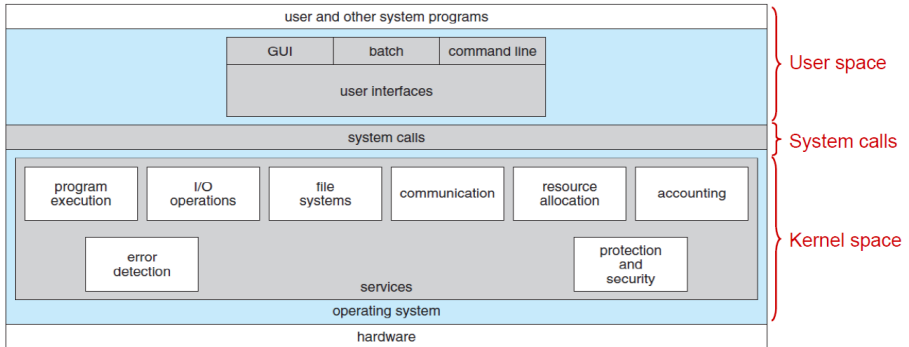 user and other system programs
GUI
batch
command line
user interfaces
User space
system calls
System calls
program
execution
I/O
operations
file
systems
communication
resource
allocation
accounting
error
detection
protection
and
security
services
Kernel space
operating system
hardware